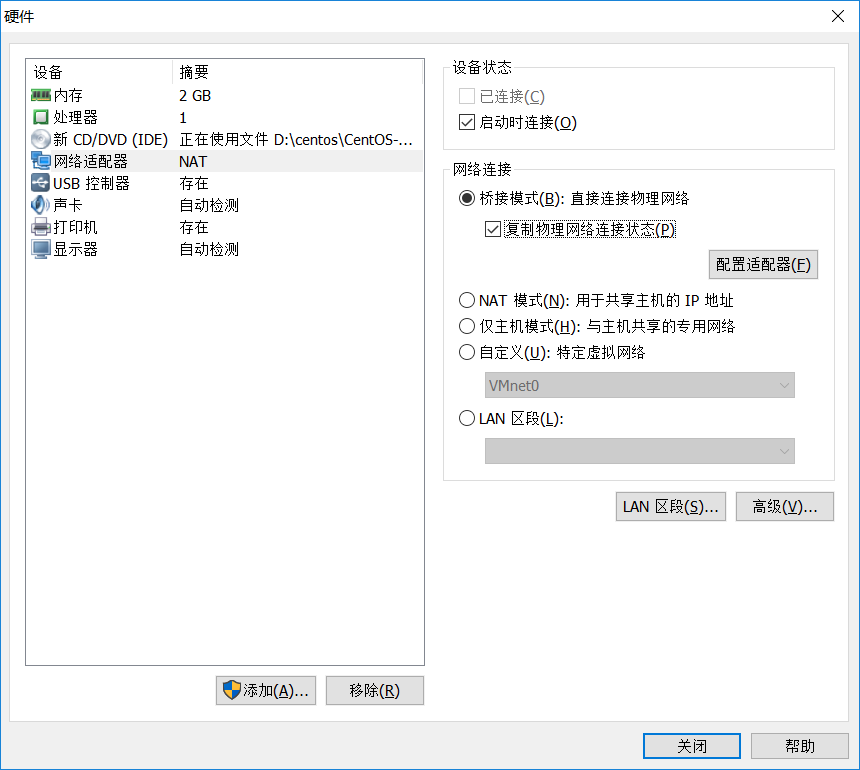 硬件
设备 摘要
内存 2 GB
处理器 1
新 CD/DVD (IDE) 正在使用文件 D:\centos\CentOS-...
网络适配器 NAT
USB 控制器 存在
声卡 自动检测
打印机 存在
显示器 自动检测
添加(A)...
移除(R)
设备状态
已连接(C)
启动时连接(O)
网络连接
桥接模式(B): 直接连接物理网络
复制物理网络连接状态(P)
配置适配器(F)
NAT 模式(N): 用于共享主机的 IP 地址
仅主机模式(H): 与主机共享的专用网络
自定义(U): 特定虚拟网络
VMnet0
LAN 区段(L):
LAN 区段(S)...
高级(V)...
关闭
帮助